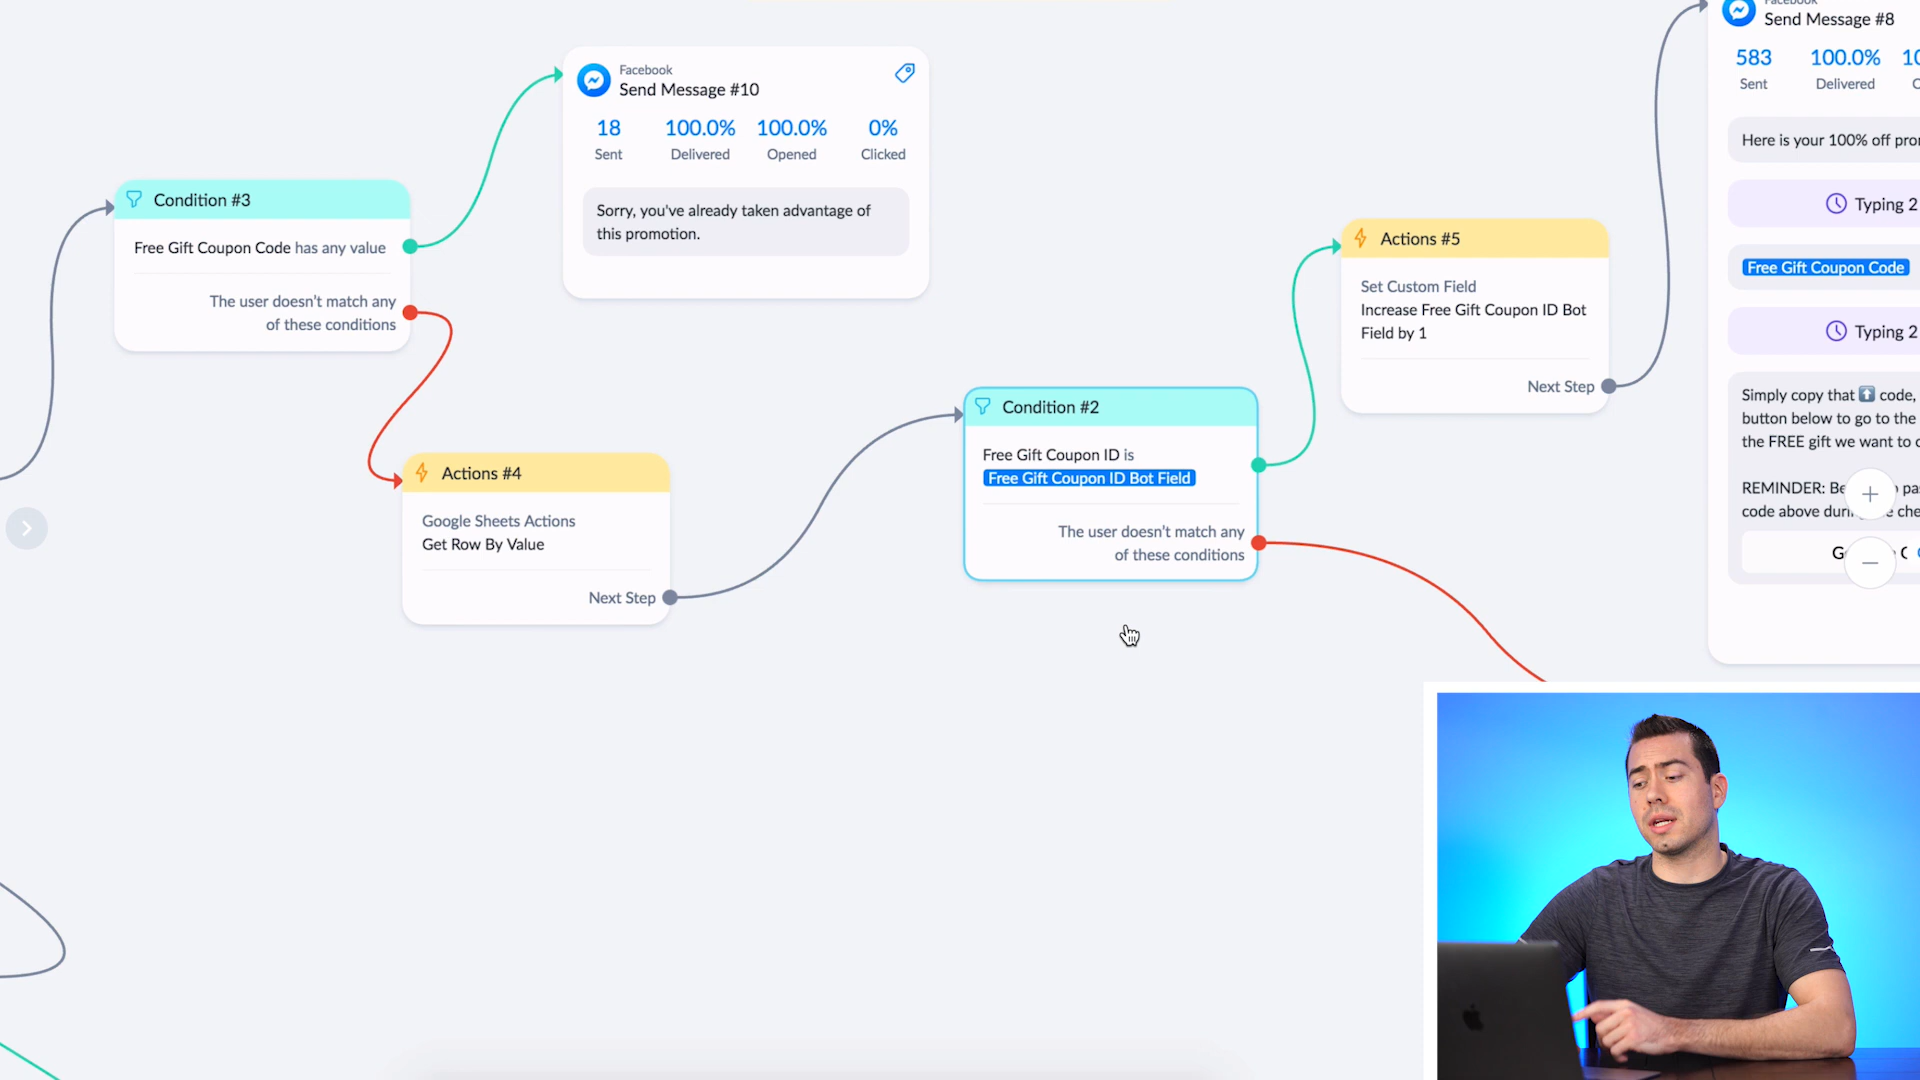 Facebook
Send Message #10
18
100.0%
100.0%
0%
Sent
Delivered
Opened
Clicked
Sorry, you've already taken advantage of
this promotion.
Condition #3
Free Gift Coupon Code has any value
The user doesn't match any
of these conditions
Actions #4
Google Sheets Actions
Get Row By Value
Next Step
Condition #2
Free Gift Coupon ID is
Free Gift Coupon ID Bot Field
The user doesn't match any
of these conditions
Actions #5
Set Custom Field
Increase Free Gift Coupon ID Bot
Field by 1
Next Step
Facebook
Send Message #8
583
100.0%
Sent
Delivered
Here is your 100% off
Typing 2
Free Gift Coupon Code
Typing 2
Simply copy that ⬆️ code,
button below to go to the
the FREE gift we want to
REMINDER:
code above